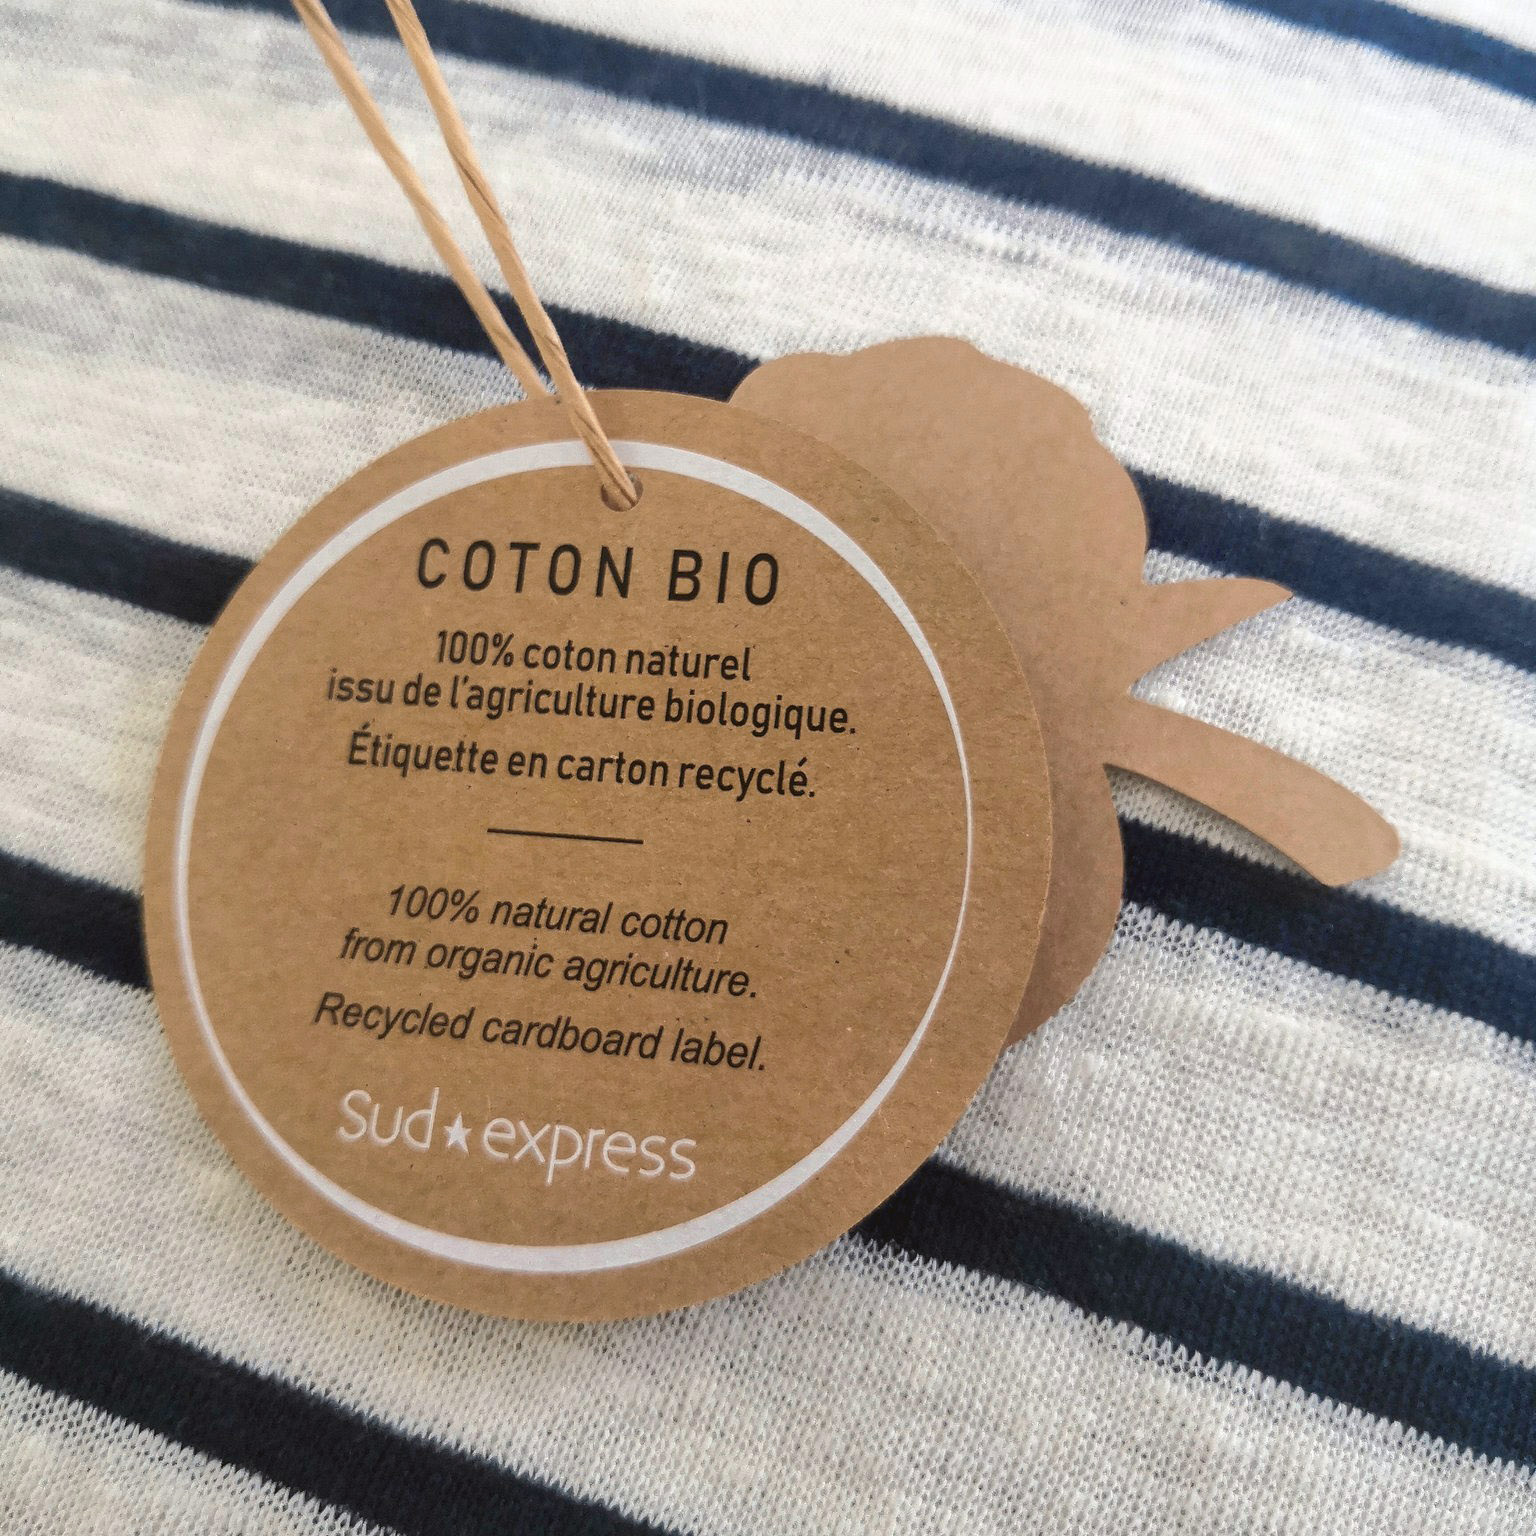 COTON BIO
100% coton naturel
issu de l'agriculture biologique.
Étiquette en carton recyclé.
100% natural cotton
from organic agriculture.
Recycled cardboard label.
sud★express